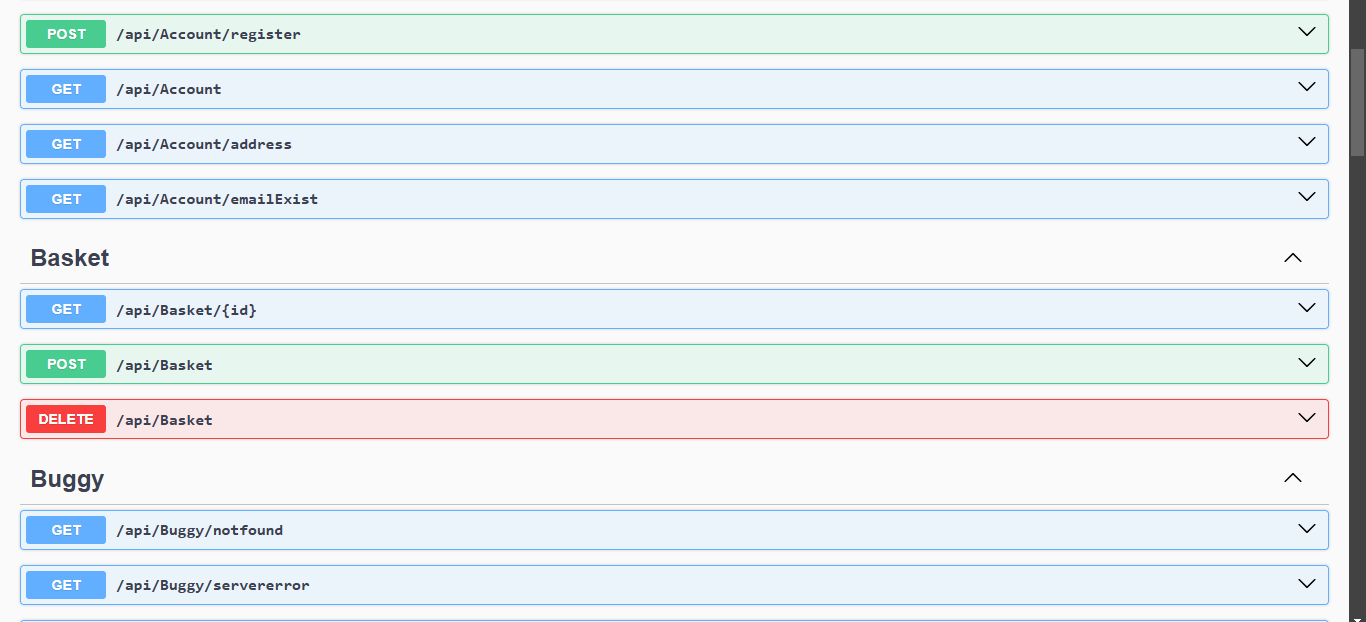 POST /api/Account/register
GET /api/Account
GET /api/Account/address
GET /api/Account/emailExist
Basket
GET /api/Basket/{id}
POST /api/Basket
DELETE /api/Basket
Buggy
GET /api/Buggy/notfound
GET /api/Buggy/servererror